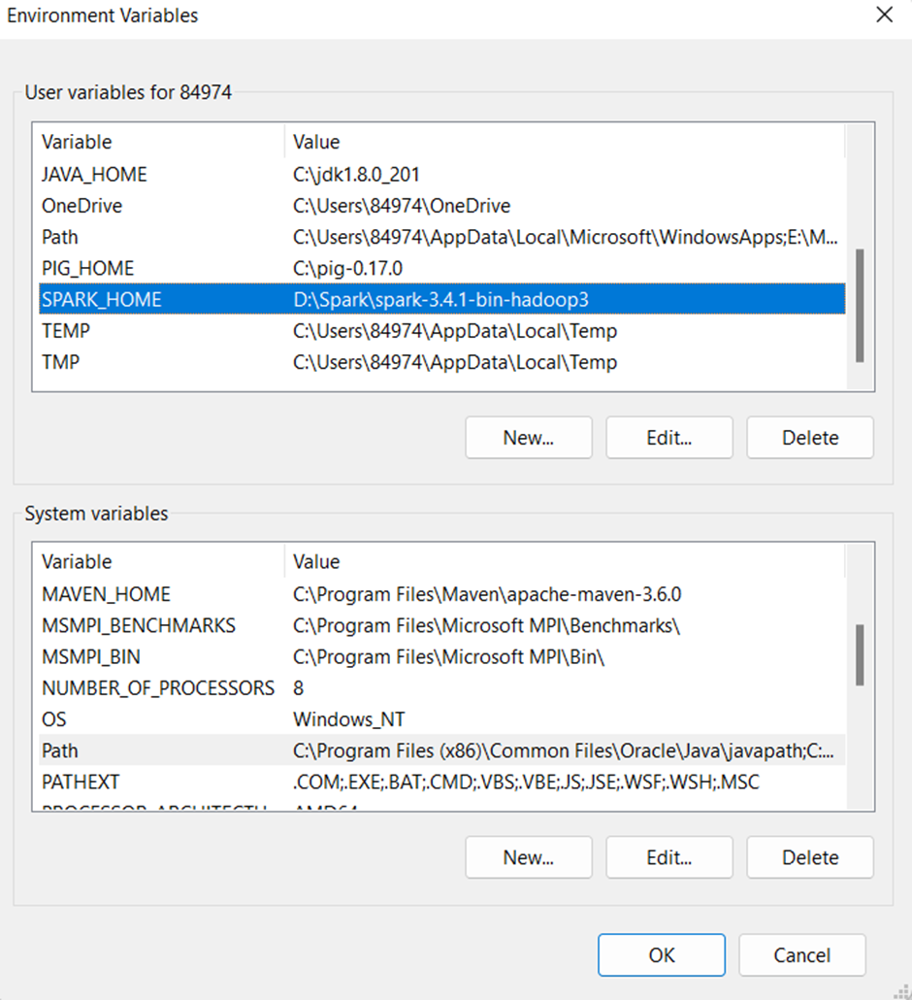 Environment Variables
User variables for 84974
Variable Value
JAVA_HOME C:\jdk1.8.0_201
OneDrive C:\Users\84974\OneDrive
Path C:\Users\84974\AppData\Local\Microsoft\WindowsApps;E:\M...
PIG_HOME C:\pig-0.17.0
SPARK_HOME D:\Spark\spark-3.4.1-bin-hadoop3
TEMP C:\Users\84974\AppData\Local\Temp
TMP C:\Users\84974\AppData\Local\Temp
New... Edit... Delete
System variables
Variable Value
MAVEN_HOME C:\Program Files\Maven\apache-maven-3.6.0
MSMPI_BENCHMARKS C:\Program Files\Microsoft MPI\Benchmarks\
MSMPI_BIN C:\Program Files\Microsoft MPI\Bin\
NUMBER_OF_PROCESSORS 8
OS Windows_NT
Path C:\Program Files (x86)\Common Files\Oracle\Java\javapath;C:...
PATHEXT .COM;.EXE;.BAT;.CMD;.VBS;.VBE;.JS;.JSE;.WSF;.WSH;.MSC
PROCESSOR_ARCHITECTU AMD64
New... Edit... Delete
OK Cancel